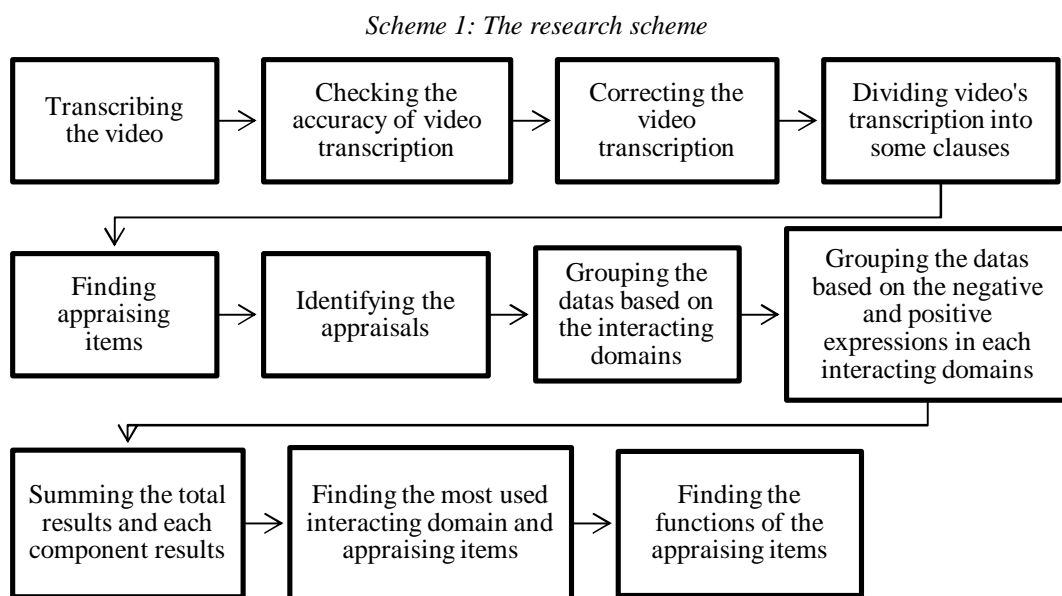 Scheme 1: The research scheme
Transcribing
the video
Checking the
accuracy of video
transcription
Correcting the
video
transcription
Dividing video's
transcription into
some clauses
Finding
appraising
items
Identifying the
appraisals
Grouping the
datas based on
the interacting
domains
Grouping the datas
based on the negative
and positive
expressions in each
interacting domains
Summing the total
results and each
component results
Finding the most used
interacting domain and
appraising items
Finding the
functions of the
appraising items